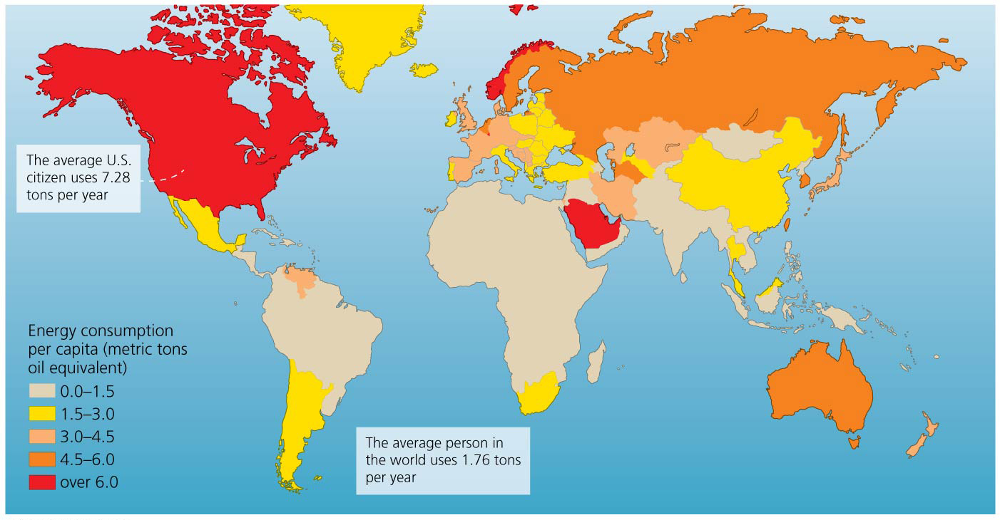 The average U.S.
citizen uses 7.28
tons per year
Energy consumption
per capita (metric tons
oil equivalent)
0.0–1.5
1.5–3.0
3.0–4.5
4.5–6.0
over 6.0
The average person in
the world uses 1.76 tons
per year